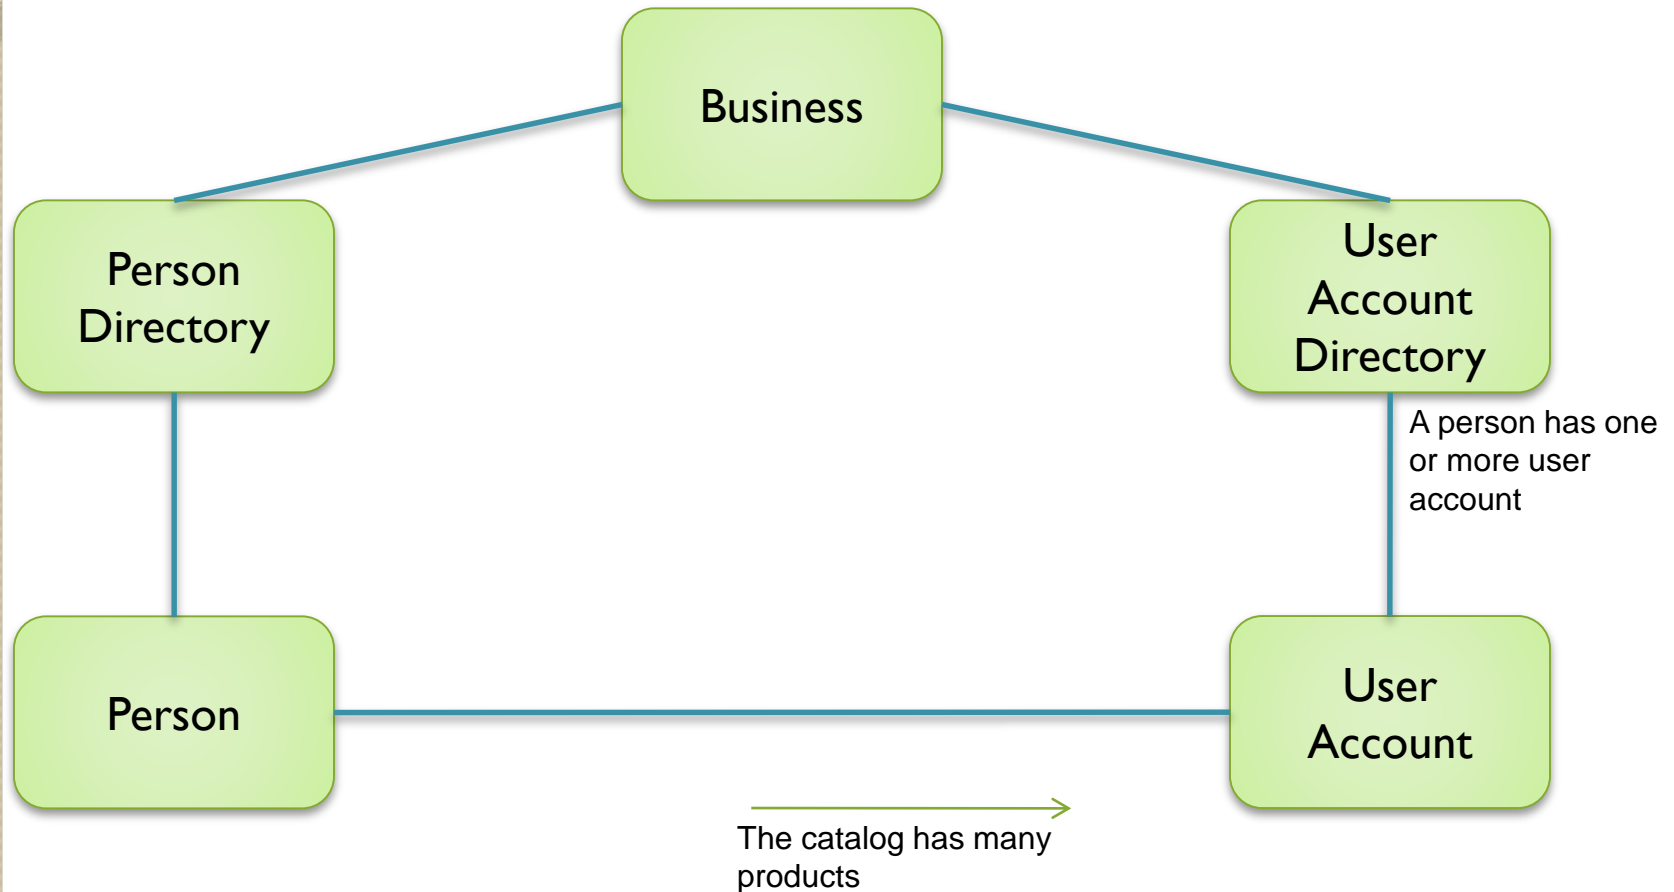 Business
Person
Directory
User
Account
Directory
A person has one
or more user
account
Person
User
Account
The catalog has many
products